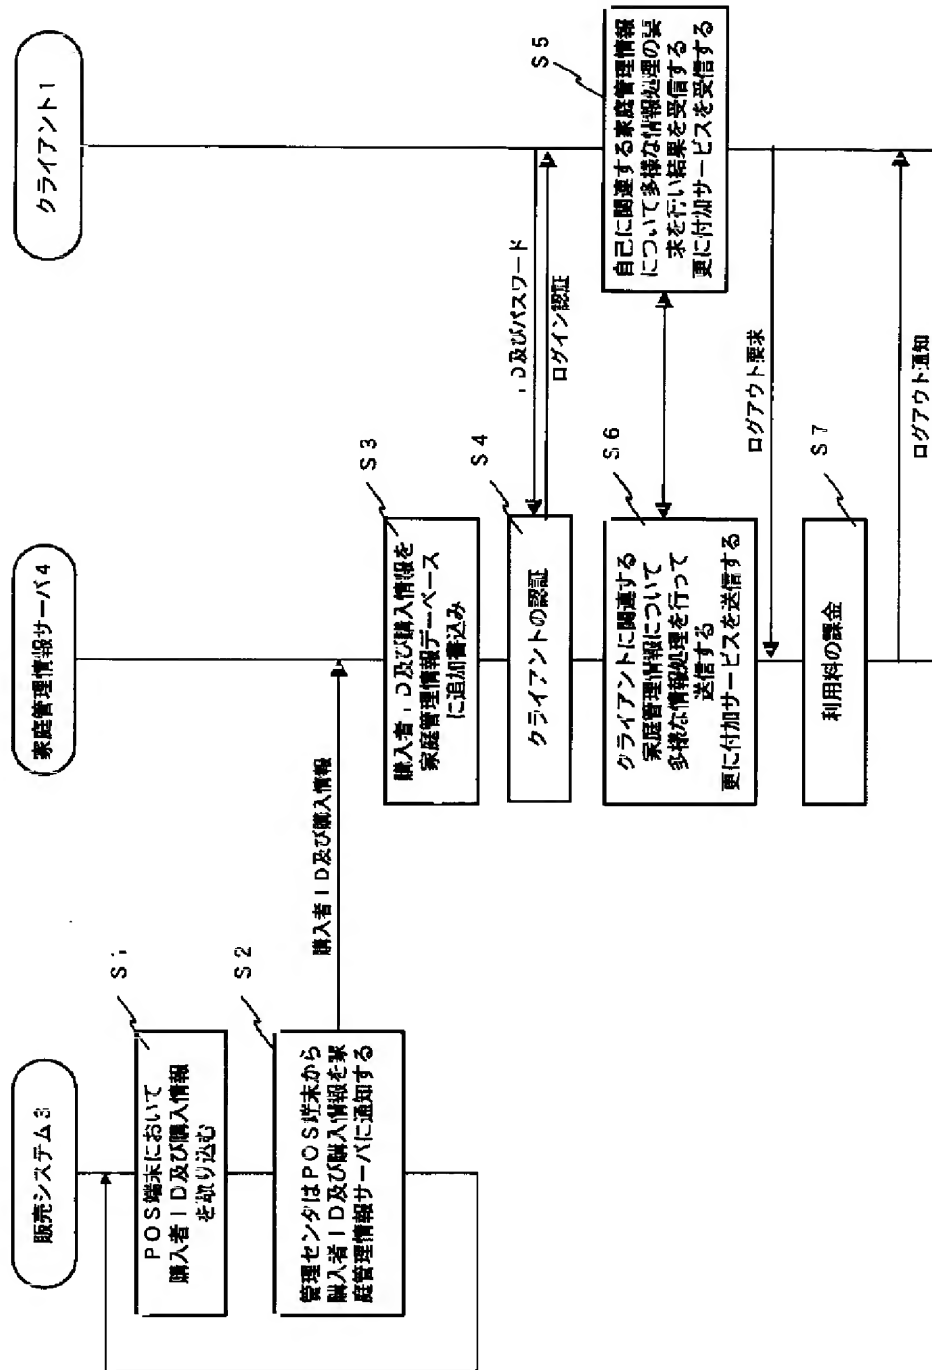 販売システム3
POS端末において
購入者ID及び購入情報
を取り込む
S1
管理センタはPOS端末から
購入者ID及び購入情報を家
庭管理情報サーバに通知する
S2
購入者ID及び購入情報
家庭管理情報サーバ4
購入者ID及び購入情報を
家庭管理情報データベース
に追加書込み
S3
クライアントの認証
S4
クライアントに関連する
家庭管理情報について
多様な情報処理を行って
送信する
更に付加サービスを送信する
S6
利用料の課金
S7
ID及びパスワード
ログイン認証
ログアウト要求
ログアウト通知
クライアント1
自己に関連する家庭管理情報
について多様な情報処理の要
求を行い結果を受信する
更に付加サービスを受信する
S5